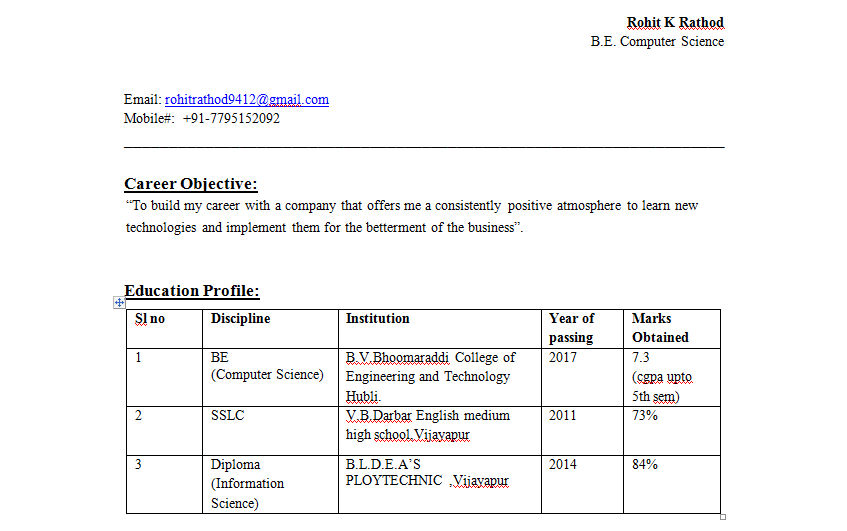 Rohit K Rathod
B.E. Computer Science
Email: rohitrathod9412@gmail.com
Mobile#: +91-7795152092
Career Objective:
“To build my career with a company that offers me a consistently positive atmosphere to learn new
technologies and implement them for the betterment of the business”.
Education Profile:
Sl no Discipline Institution Year of passing Marks Obtained
1 BE (Computer Science) B.V.Bhoomaraddi College of Engineering and Technology Hubli. 2017 7.3 (cgpa upto 5th sem)
2 SSLC V.B.Darbar English medium high school,Vijayapur 2011 73%
3 Diploma (Information Science) B.L.D.E.A’S PLOYTECHNIC ,Vijayapur 2014 84%